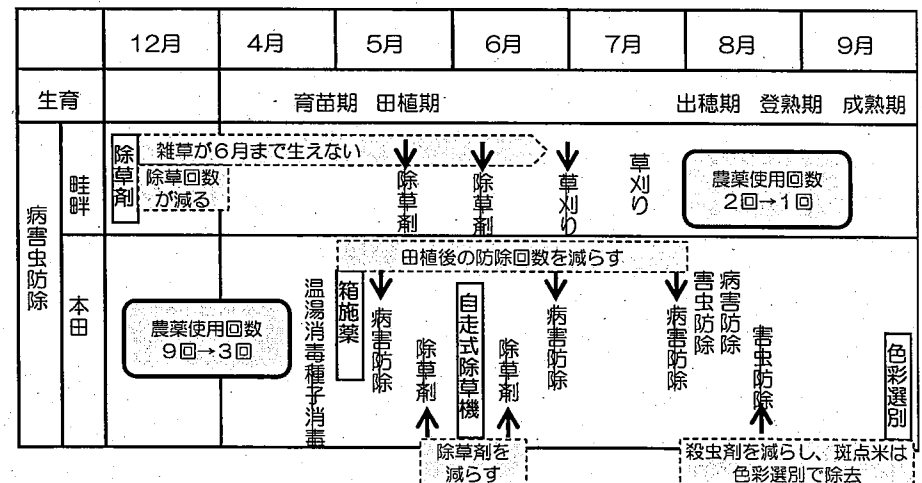 12月 4月 5月 6月 7月 8月 9月
生育 育苗期 田植期 出穂期 登熟期 成熟期
病害虫防除
畦畔
除草剤
雑草が6月まで生えない
除草回数
が減る
除草剤
除草剤
草刈り
草刈り
農薬使用回数
2回→1回
本田
田植後の防除回数を減らす
農薬使用回数
9回→3回
温湯消毒種子消毒
箱施薬
病害防除
除草剤
自走式除草機
除草剤
病害防除
病害防除
害虫防除
病害防除
害虫防除
色彩選別
除草剤を
減らす
殺虫剤を減らし、斑点米は
色彩選別で除去